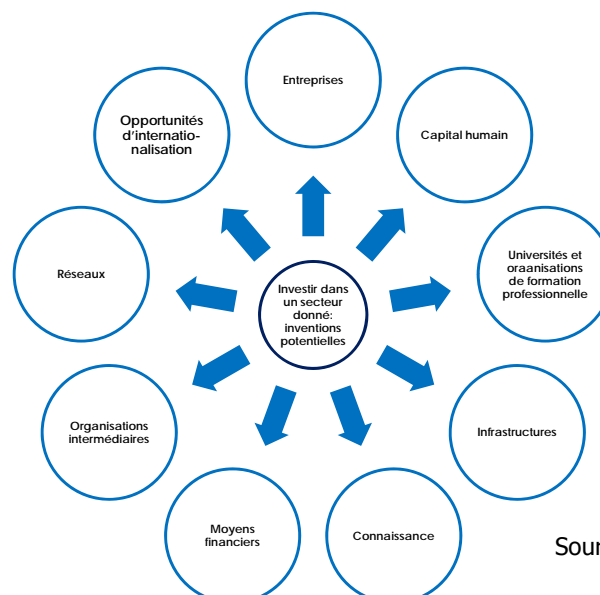 Entreprises
Opportunités
d'internatio-
nalisation
Capital humain
Réseaux
Investir dans
un secteur
donné:
inventions
potentielles
Universités et
oraanisations
de formation
professionnelle
Organisations
intermédiaires
Infrastructures
Moyens
financiers
Connaissance
Sour